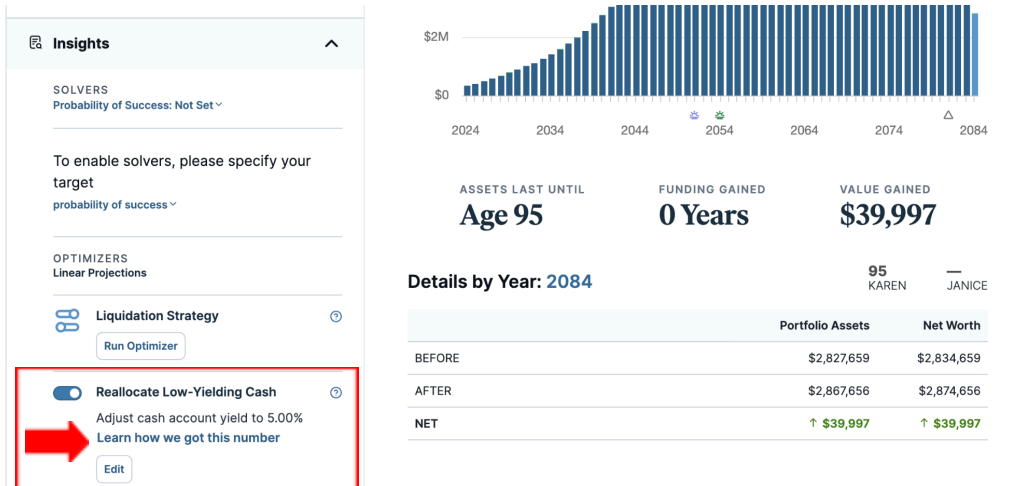 Insights
SOLVERS
Probability of Success: Not Set
To enable solvers, please specify your
target
probability of success
OPTIMIZERS
Linear Projections
Liquidation Strategy
Run Optimizer
Reallocate Low-Yielding Cash
Adjust cash account yield to 5.00%
Learn how we got this number
Edit
$2M
$0
2024 2034 2044 2054 2064 2074 2084
ASSETS LAST UNTIL FUNDING GAINED VALUE GAINED
Age 95 0 Years $39,997
Details by Year: 2084
95 —
KAREN JANICE
Portfolio Assets Net Worth
BEFORE $2,827,659 $2,834,659
AFTER $2,867,656 $2,874,656
NET ↑ $39,997 ↑ $39,997